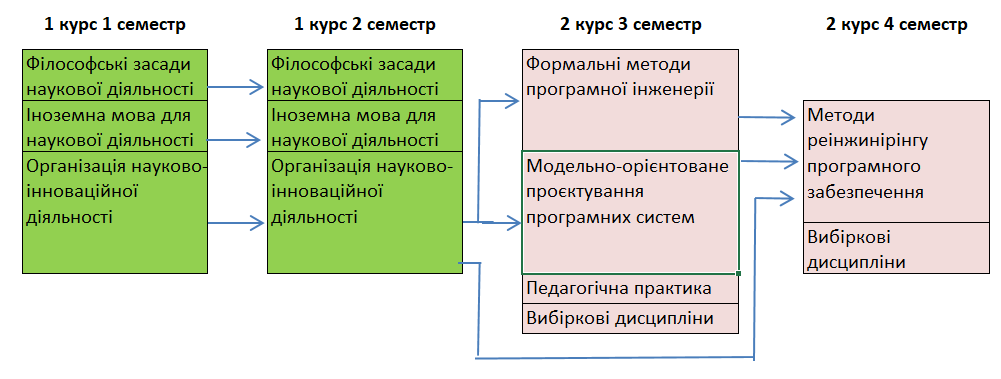 1 курс 1 семестр
1 курс 2 семестр
2 курс 3 семестр
2 курс 4 семестр
Філософські засади
наукової діяльності
Іноземна мова для
наукової діяльності
Організація науково-
інноваційної
діяльності
Філософські засади
наукової діяльності
Іноземна мова для
наукової діяльності
Організація науково-
інноваційної
діяльності
Формальні методи
програмної інженерії
Модельно-орієнтоване
проєктування
програмних систем
Педагогічна практика
Вибіркові дисципліни
Методи
реінжинірінгу
програмного
забезпечення
Вибіркові
дисципліни